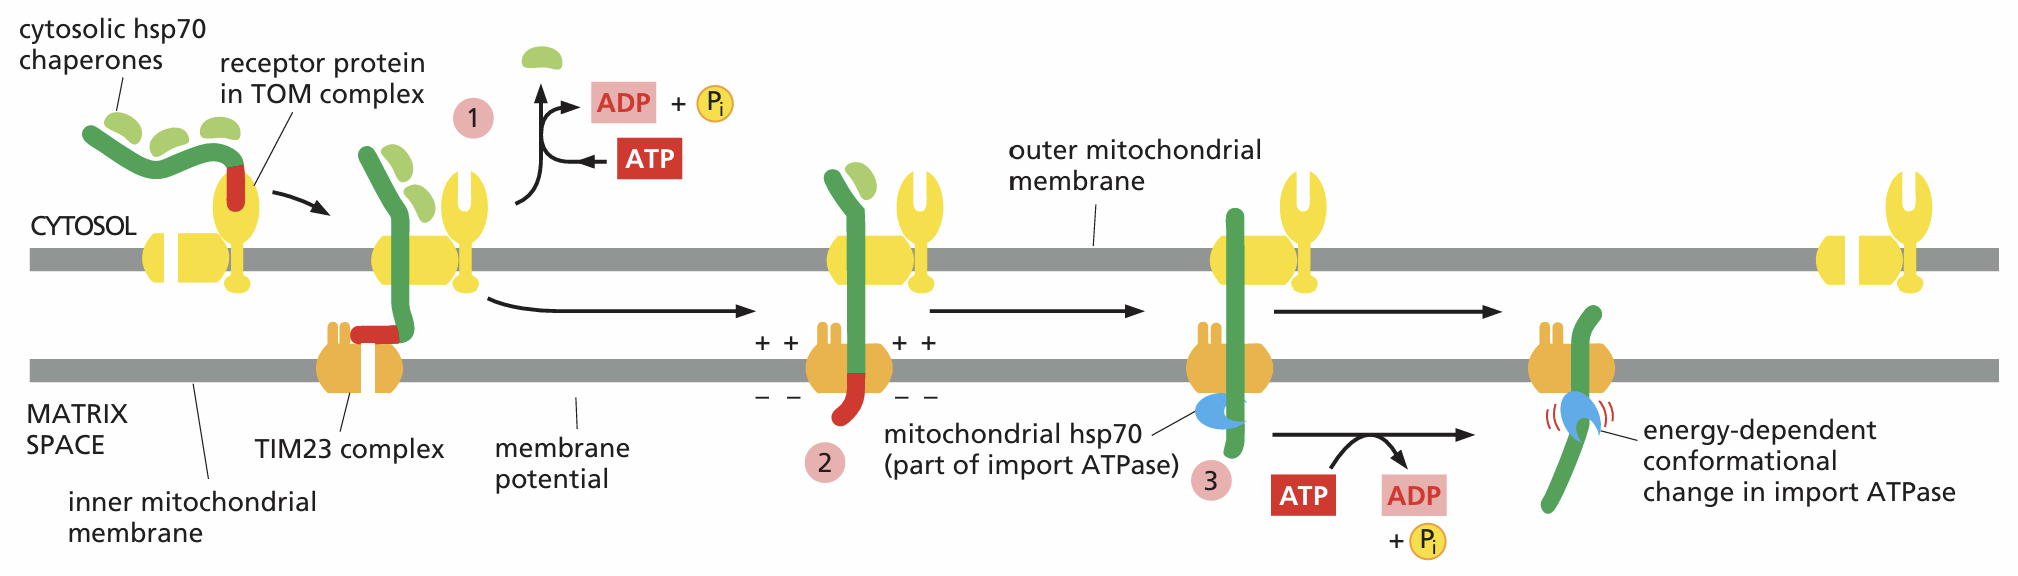 cytosolic hsp70
chaperones
receptor protein
in TOM complex
1
ADP + Pi
ATP
CYTOSOL
outer mitochondrial
membrane
+ + + +
– – – –
MATRIX
SPACE
TIM23 complex
inner mitochondrial
membrane
membrane
potential
2
mitochondrial hsp70
(part of import ATPase)
3
ATP ADP
+ Pi
energy-dependent
conformational
change in import ATPase